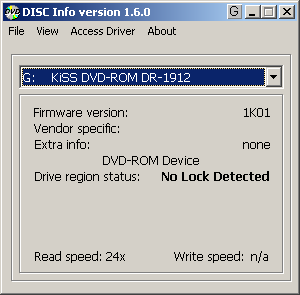 DISC Info version 1.6.0 G
File View Access Driver About
G: KiSS DVD-ROM DR-1912
Firmware version: 1K01
Vendor specific:
Extra info: none
DVD-ROM Device
Drive region status: No Lock Detected
Read speed: 24x Write speed: n/a